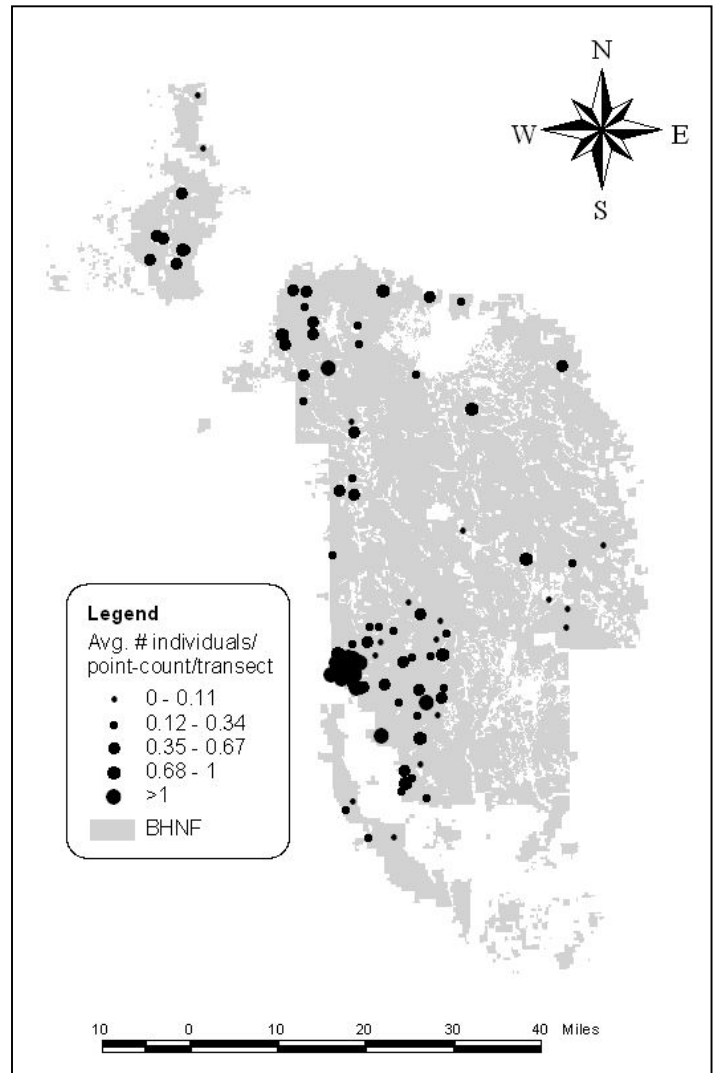 N
W E
S
Legend
Avg. # individuals/
point-count/transect
0 - 0.11
0.12 - 0.34
0.35 - 0.67
0.68 - 1
>1
BHNF
10 0 10 20 30 40 Miles